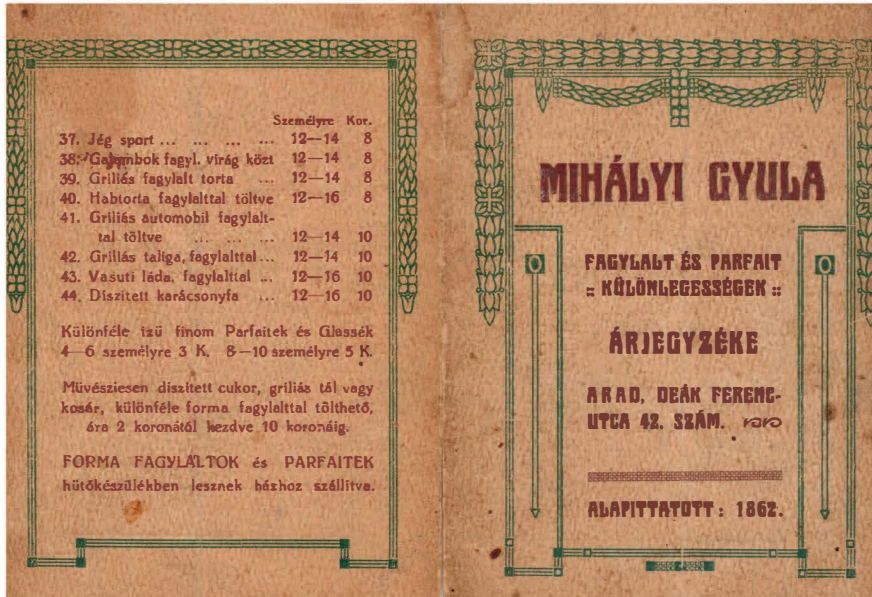 Személyre Kor.
37. Jég sport ... ... ... ... 12—14 8
38. Galambok fagyl. virág közt 12—14 8
39. Griliás fagylalt torta ... 12—14 8
40. Habtorta fagylalttal töltve 12—16 8
41. Griliás automobil fagylalt-
tal töltve ... ... ... 12—14 10
42. Grillás taliga, fagylalttal ... 12—14 10
43. Vasuti láda, fagylalttal ... 12—16 10
44. Diszitett karácsonyfa ... 12—16 10
Különféle izü finom Parfaitek és Glassék
4—6 személyre 3 K. 8—10 személyre 5 K.
Müvésziesen diszitett cukor, griliás tál vagy
kosár, különféle forma fagylalttal tölthető,
ára 2 koronától kezdve 10 koronáig.
FORMA FAGYLALTOK és PARFAITEK
hütőkészülékben lesznek házhoz szállitva.
MIHÁLYI GYULA
FAGYLALT ÉS PARFAIT
:: KÜLÖNLEGESSÉGEK ::
ÁRJEGYZÉKE
ARAD, DEÁK FERENC-
UTCA 42. SZÁM.
ALAPITTATOTT : 1862.